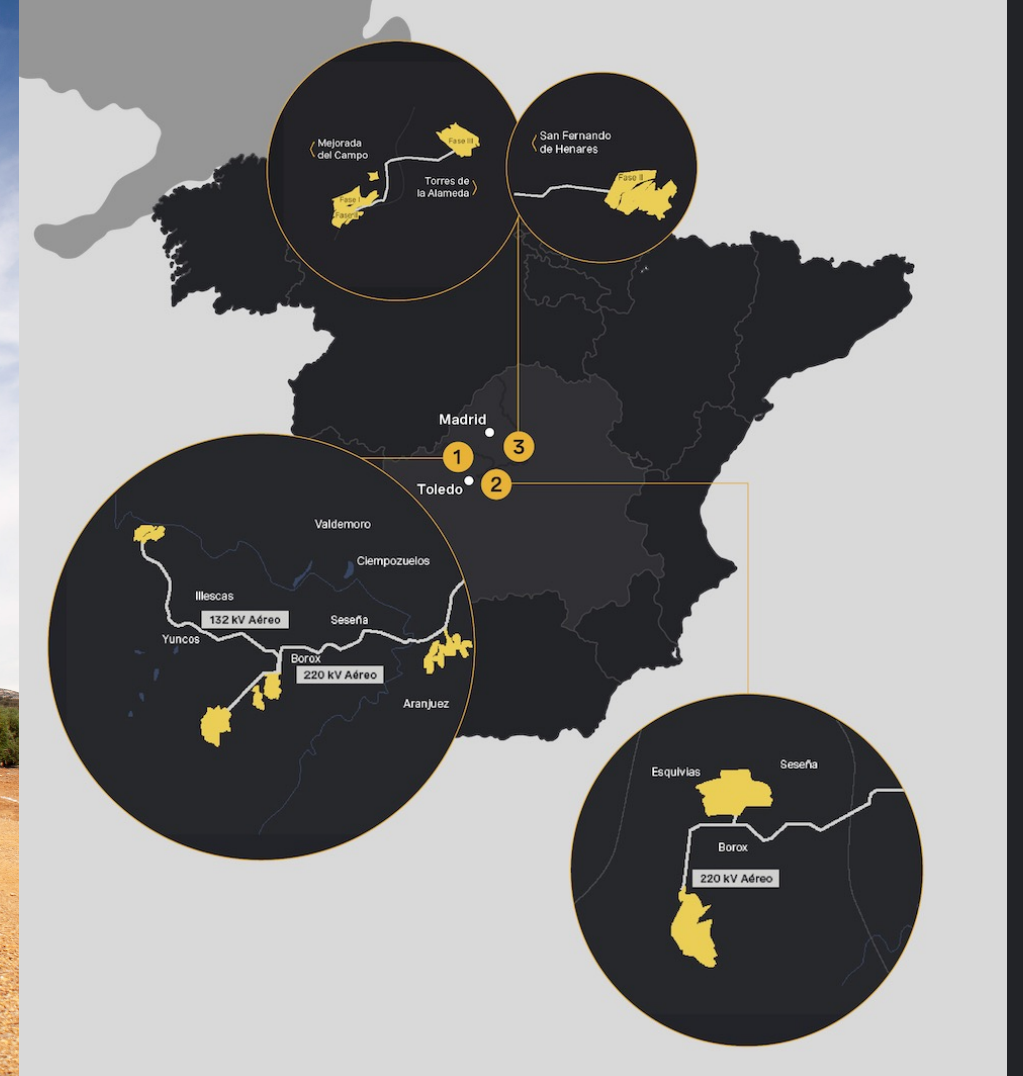 Mejorada
del Campo
Fase III
Torres de
la Alameda
Fase I
Fase II
San Fernando
de Henares
Fase II
Madrid
1
3
Toledo
2
Valdemoro
Ciempozuelos
Illescas
132 kV Aéreo
Seseña
Yuncos
Borox
220 kV Aéreo
Aranjuez
Esquivias
Seseña
Borox
220 kV Aéreo